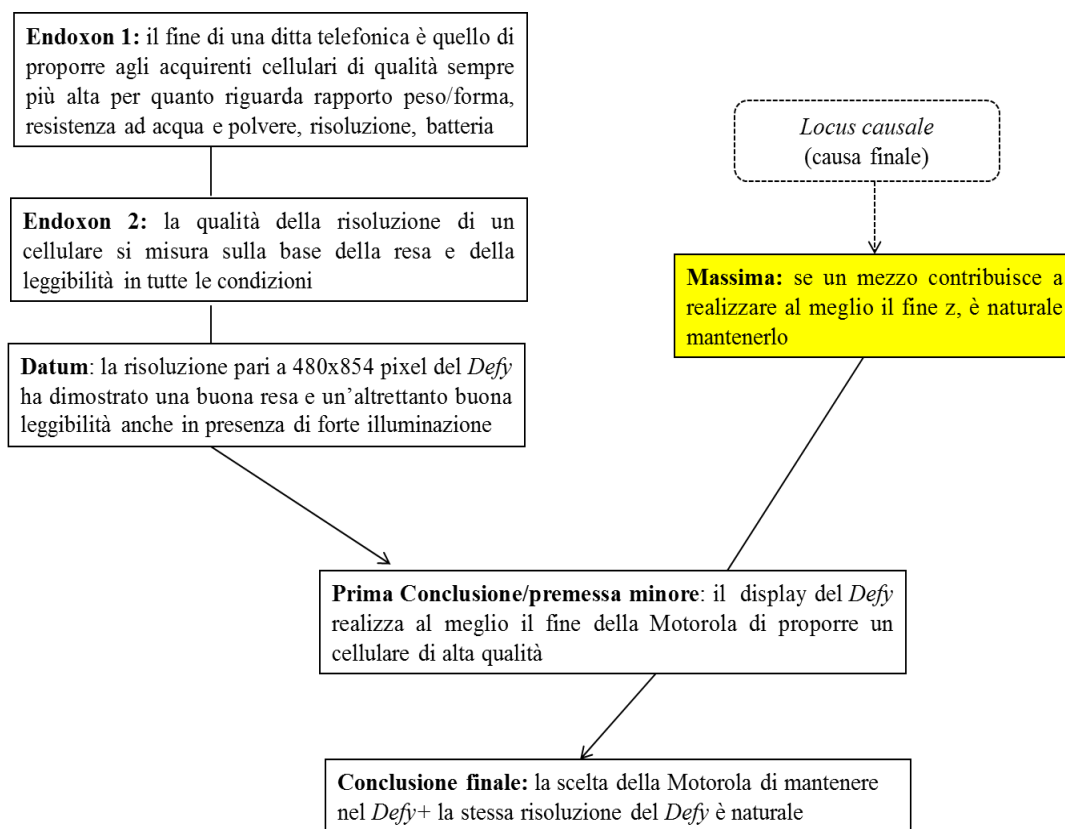 Endoxon 1: il fine di una ditta telefonica è quello di
proporre agli acquirenti cellulari di qualità sempre
più alta per quanto riguarda rapporto peso/forma,
resistenza ad acqua e polvere, risoluzione, batteria
Locus causale
(causa finale)
Endoxon 2: la qualità della risoluzione di un
cellulare si misura sulla base della resa e della
leggibilità in tutte le condizioni
Massima: se un mezzo contribuisce a
realizzare al meglio il fine z, è naturale
mantenerlo
Datum: la risoluzione pari a 480x854 pixel del Defy
ha dimostrato una buona resa e un’altrettanto buona
leggibilità anche in presenza di forte illuminazione
Prima Conclusione/premessa minore: il display del Defy
realizza al meglio il fine della Motorola di proporre un
cellulare di alta qualità
Conclusione finale: la scelta della Motorola di mantenere
nel Defy+ la stessa risoluzione del Defy è naturale